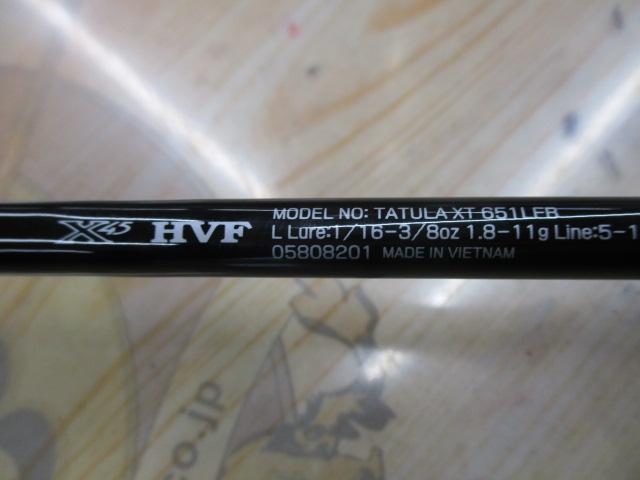 X45 HVF
MODEL NO: TATULA XT 651LFB
L Lure:1/16-3/8oz 1.8-11g Line:5-1
05808201 MADE IN VIETNAM